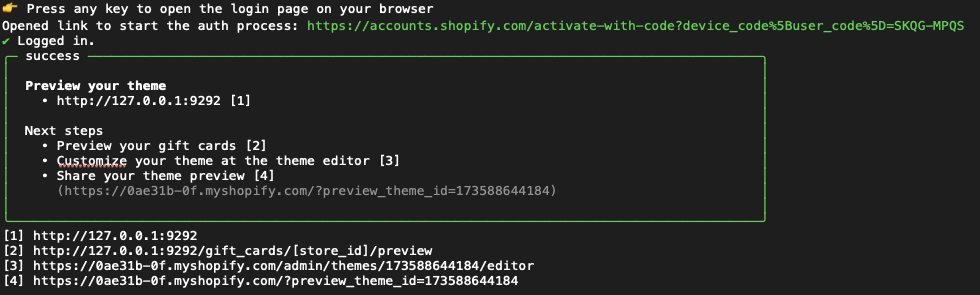 👉 Press any key to open the login page on your browser
Opened link to start the auth process: https://accounts.shopify.com/activate-with-code?device_code%5Buser_code%5D=SKQG-MPQS
✔ Logged in.
success
Preview your theme
• http://127.0.0.1:9292 [1]
Next steps
• Preview your gift cards [2]
• Customize your theme at the theme editor [3]
• Share your theme preview [4]
(https://0ae31b-0f.myshopify.com/?preview_theme_id=173588644184)
[1] http://127.0.0.1:9292
[2] http://127.0.0.1:9292/gift_cards/[store_id]/preview
[3] https://0ae31b-0f.myshopify.com/admin/themes/173588644184/editor
[4] https://0ae31b-0f.myshopify.com/?preview_theme_id=173588644184